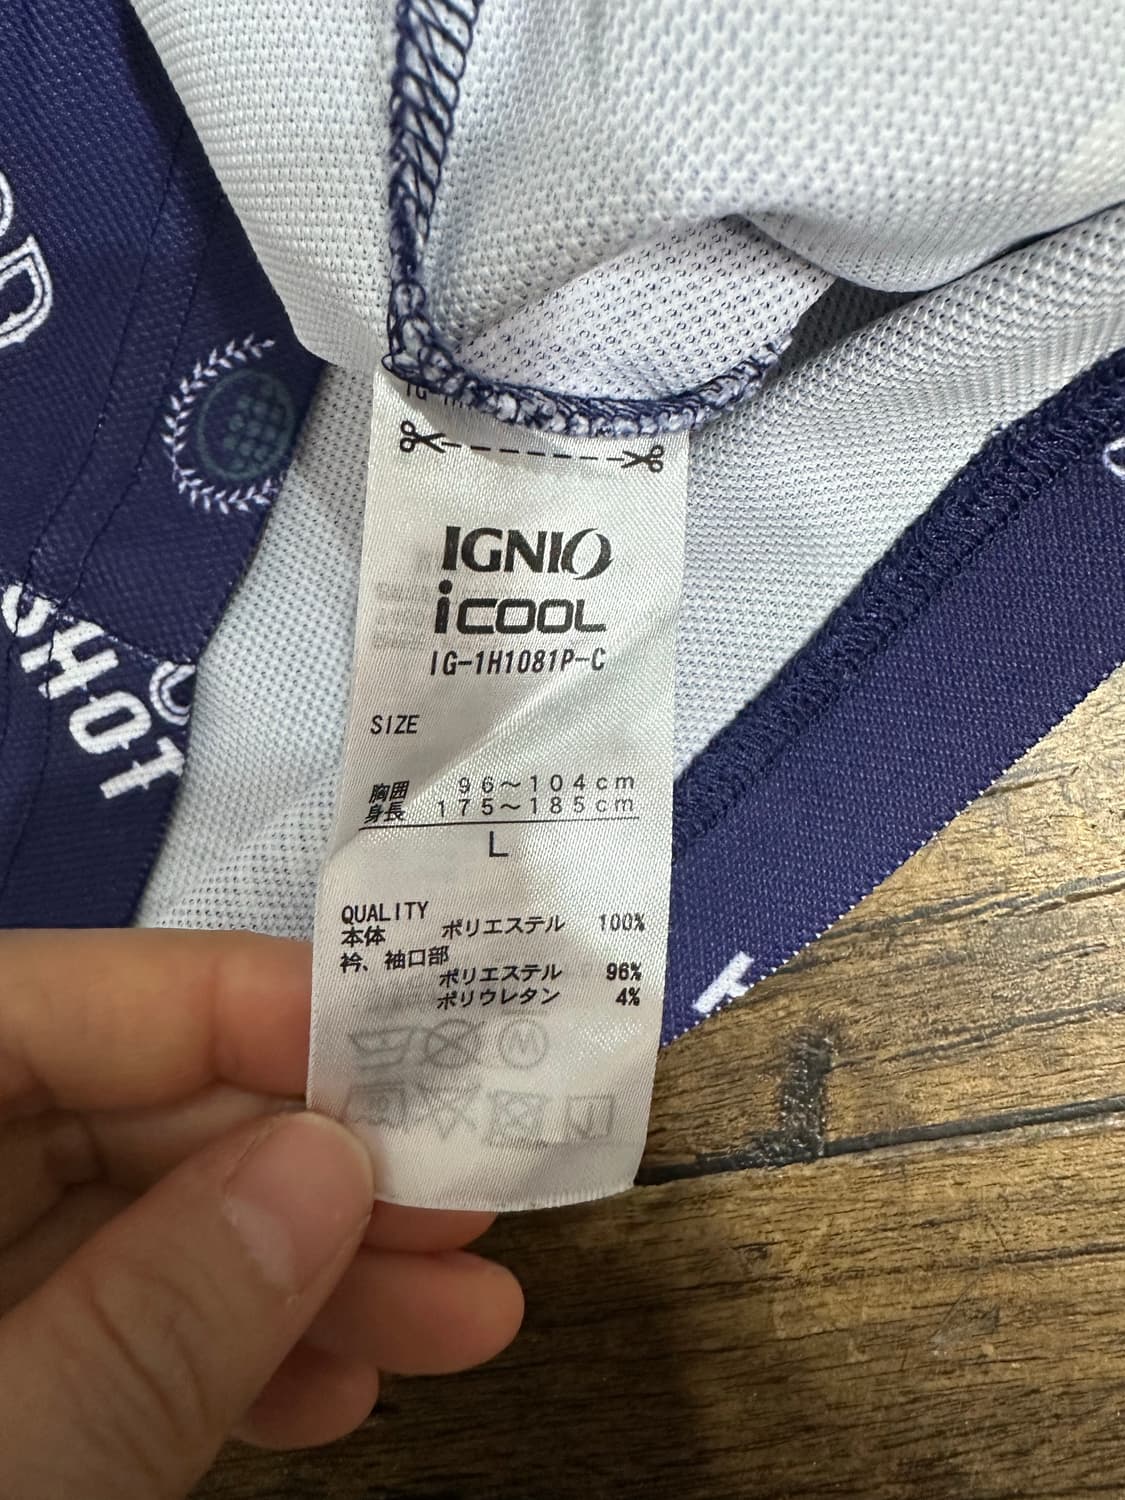 SHOT
IGNIO
iCOOL
IG-1H1081P-C
SIZE
胸囲 96～104cm
身長 175～185cm
L
QUALITY
本体 ポリエステル 100%
衿、袖口部
ポリエステル 96%
ポリウレタン 4%